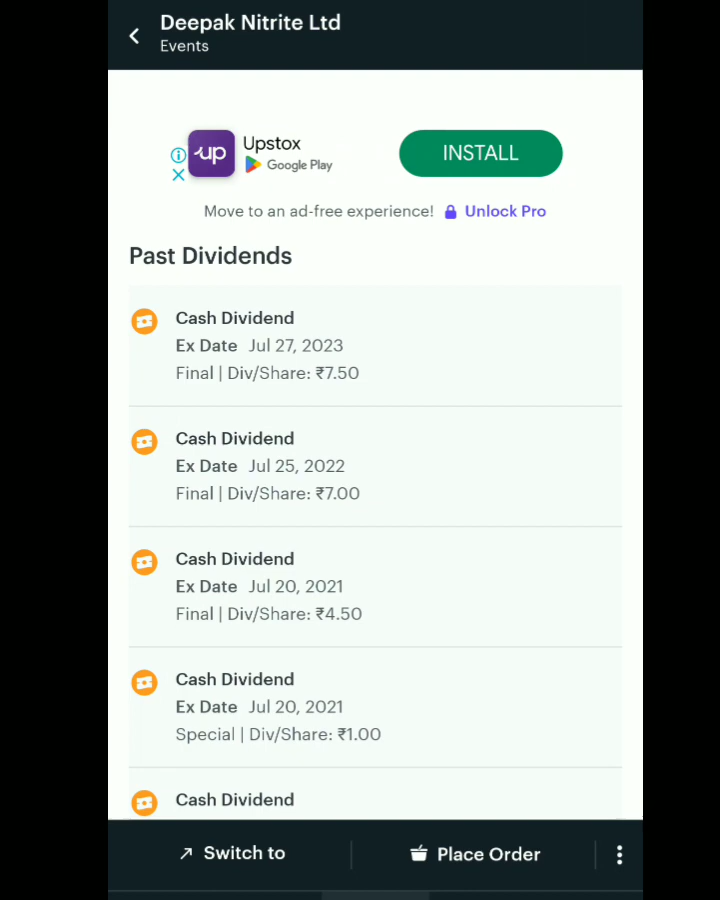 Deepak Nitrite Ltd
Events
up
Upstox
Google Play
INSTALL
Move to an ad-free experience! Unlock Pro
Past Dividends
Cash Dividend
Ex Date Jul 27, 2023
Final | Div/Share: ₹7.50
Cash Dividend
Ex Date Jul 25, 2022
Final | Div/Share: ₹7.00
Cash Dividend
Ex Date Jul 20, 2021
Final | Div/Share: ₹4.50
Cash Dividend
Ex Date Jul 20, 2021
Special | Div/Share: ₹1.00
Cash Dividend
Switch to
Place Order